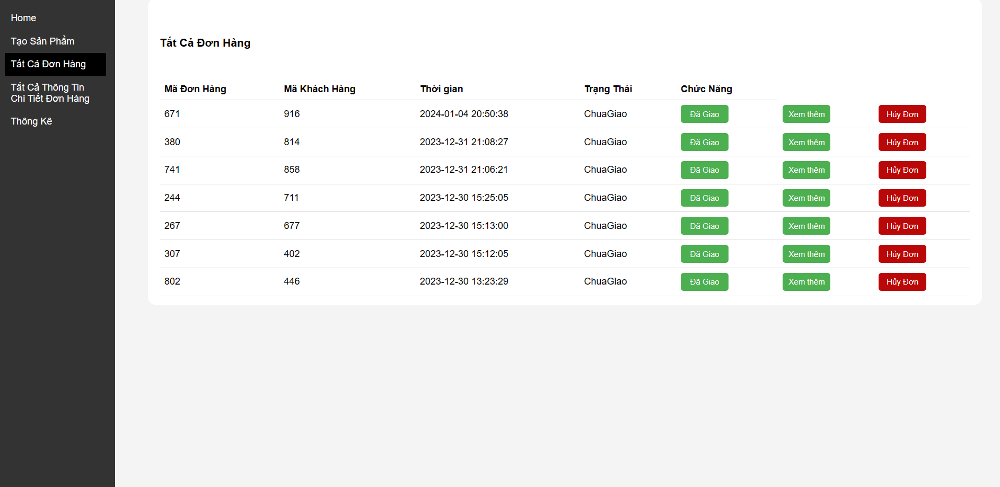 Home
Tạo Sản Phẩm
Tất Cả Đơn Hàng
Tất Cả Thông Tin
Chi Tiết Đơn Hàng
Thông Kê
Tất Cả Đơn Hàng
Mã Đơn Hàng Mã Khách Hàng Thời gian Trạng Thái Chức Năng
671 916 2024-01-04 20:50:38 ChuaGiao Đã Giao Xem thêm Hủy Đơn
380 814 2023-12-31 21:08:27 ChuaGiao Đã Giao Xem thêm Hủy Đơn
741 858 2023-12-31 21:06:21 ChuaGiao Đã Giao Xem thêm Hủy Đơn
244 711 2023-12-30 15:25:05 ChuaGiao Đã Giao Xem thêm Hủy Đơn
267 677 2023-12-30 15:13:00 ChuaGiao Đã Giao Xem thêm Hủy Đơn
307 402 2023-12-30 15:12:05 ChuaGiao Đã Giao Xem thêm Hủy Đơn
802 446 2023-12-30 13:23:29 ChuaGiao Đã Giao Xem thêm Hủy Đơn